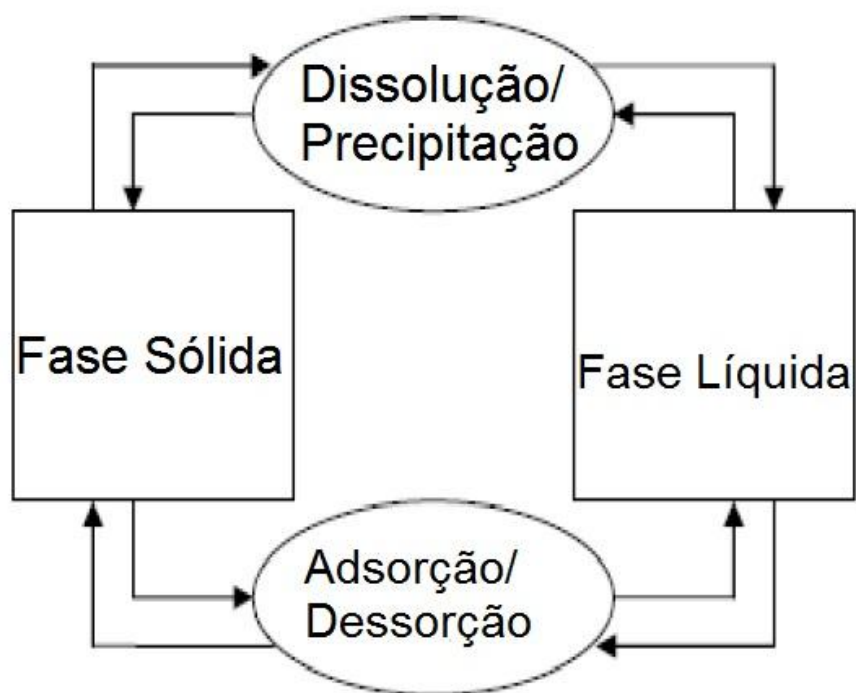 Dissolução/
Precipitação
Fase Sólida
Fase Líquida
Adsorção/
Dessorção